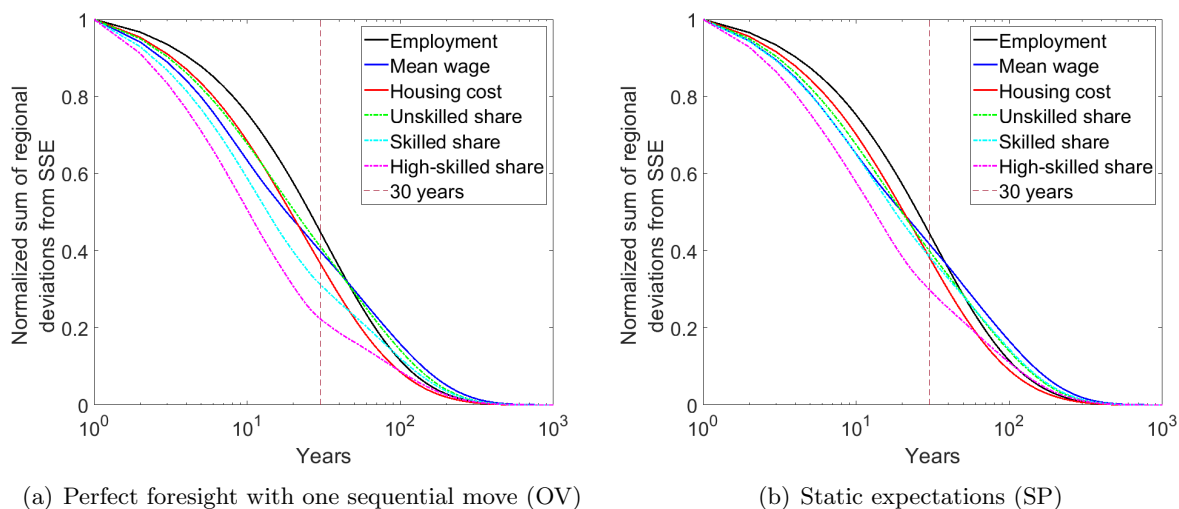 Normalized sum of regional
deviations from SSE
1
0.8
0.6
0.4
0.2
0
10^0
10^1
10^2
10^3
Years
Employment
Mean wage
Housing cost
Unskilled share
Skilled share
High-skilled share
30 years
(a) Perfect foresight with one sequential move (OV)
Normalized sum of regional
deviations from SSE
1
0.8
0.6
0.4
0.2
0
10^0
10^1
10^2
10^3
Years
Employment
Mean wage
Housing cost
Unskilled share
Skilled share
High-skilled share
30 years
(b) Static expectations (SP)